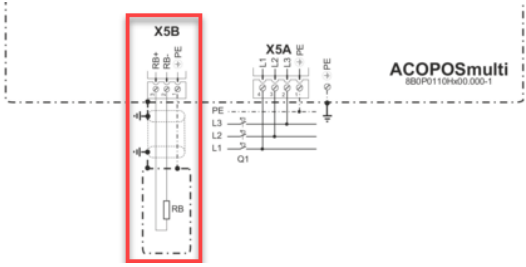 X5B
X5A
RB+
RB-
PE
L1
L2
L3
PE
PE
ACOPOSmulti
8B0P0110Hx00.000-1
PE
L3
L2
L1
Q1
RB